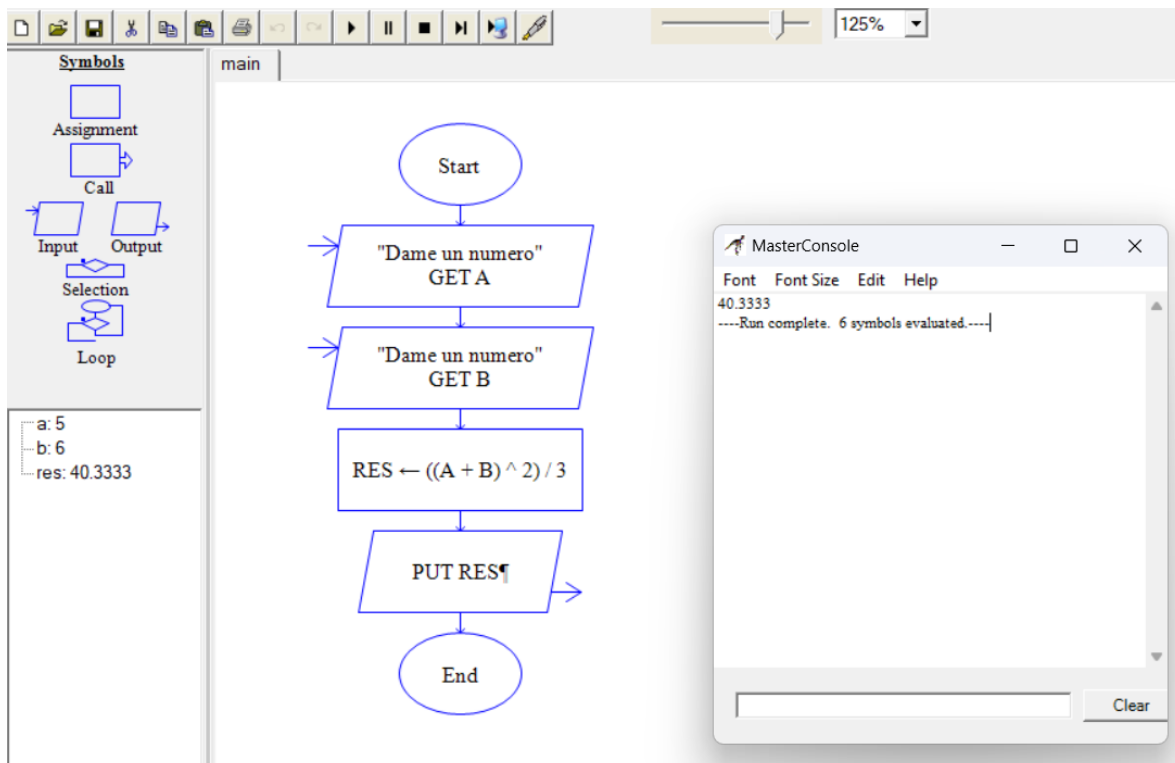 125%
Symbols
Assignment
Call
Input Output
Selection
Loop
a: 5
b: 6
res: 40.3333
main
Start
"Dame un numero"
GET A
"Dame un numero"
GET B
RES ← ((A + B) ^ 2) / 3
PUT RES¶
End
MasterConsole
Font Font Size Edit Help
40.3333
----Run complete. 6 symbols evaluated.----
Clear